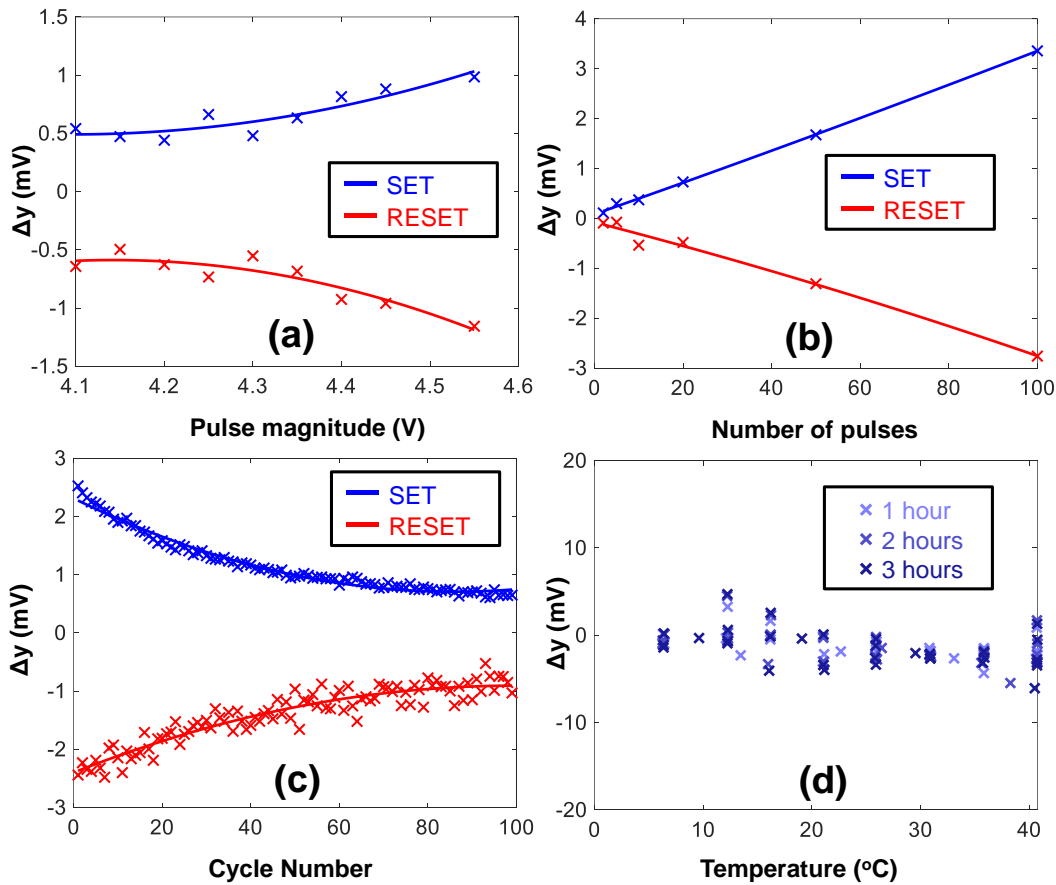 1.5
1
0.5
0
-0.5
-1
-1.5
Δy (mV)
SET
RESET
(a)
4.1
4.2
4.3
4.4
4.5
4.6
Pulse magnitude (V)
4
3
2
1
0
-1
-2
-3
Δy (mV)
SET
RESET
(b)
0
20
40
60
80
100
Number of pulses
3
2
1
0
-1
-2
-3
Δy (mV)
SET
RESET
(c)
0
20
40
60
80
100
Cycle Number
20
10
0
-10
-20
Δy (mV)
1 hour
2 hours
3 hours
(d)
0
10
20
30
40
Temperature (ºC)